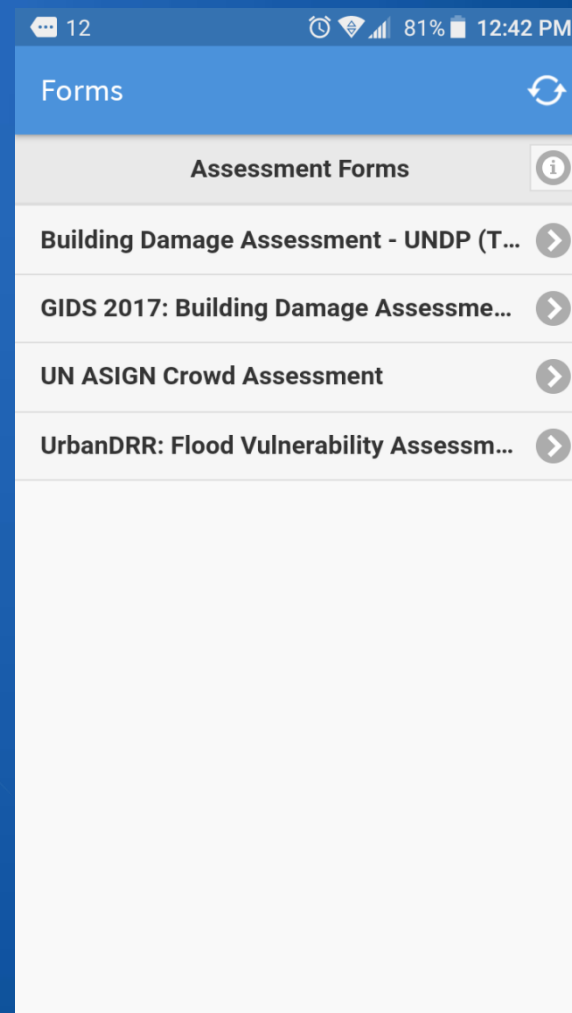 12 81% 12:42 PM
Forms
Assessment Forms
Building Damage Assessment - UNDP (T...
GIDS 2017: Building Damage Assessme...
UN ASIGN Crowd Assessment
UrbanDRR: Flood Vulnerability Assessm...